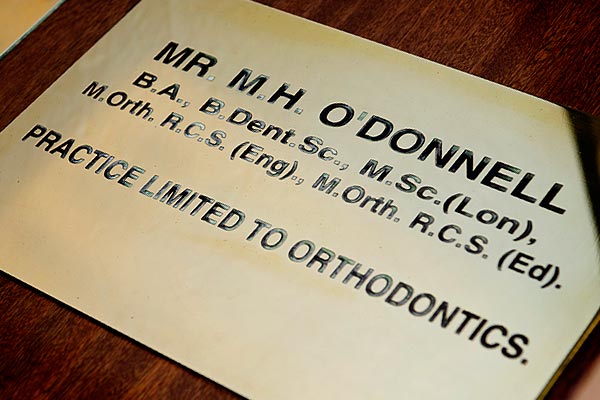 MR. M.H. O'DONNELL
B.A., B.Dent.Sc., M.Sc.(Lon),
M.Orth. R.C.S. (Eng)., M.Orth. R.C.S. (Ed).
PRACTICE LIMITED TO ORTHODONTICS.